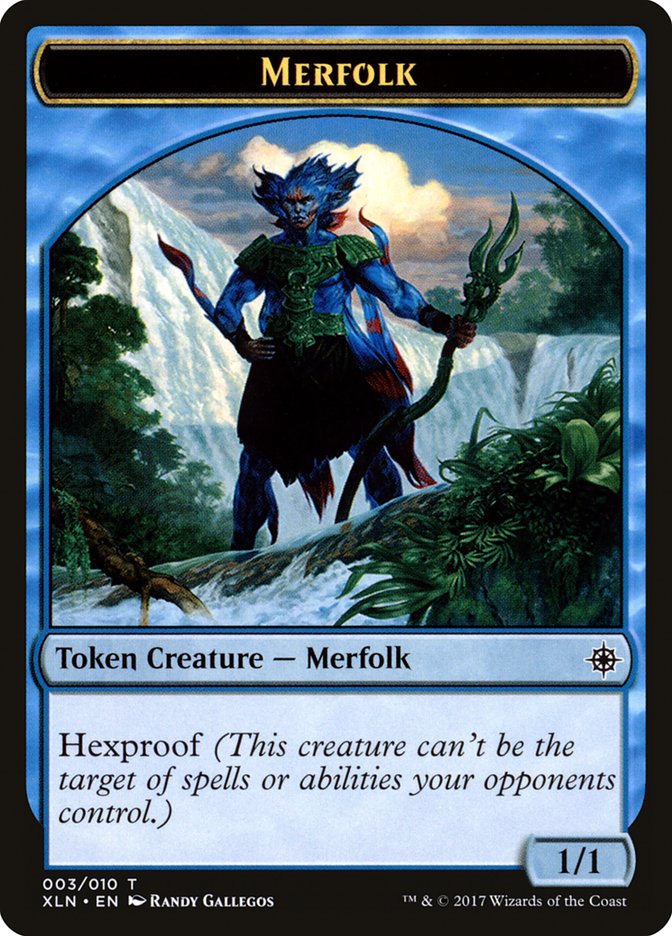 Merfolk
Token Creature — Merfolk
Hexproof (This creature can't be the
target of spells or abilities your opponents
control.)
1/1
003/010 T
XLN • EN Randy Gallegos
™ & © 2017 Wizards of the Coast